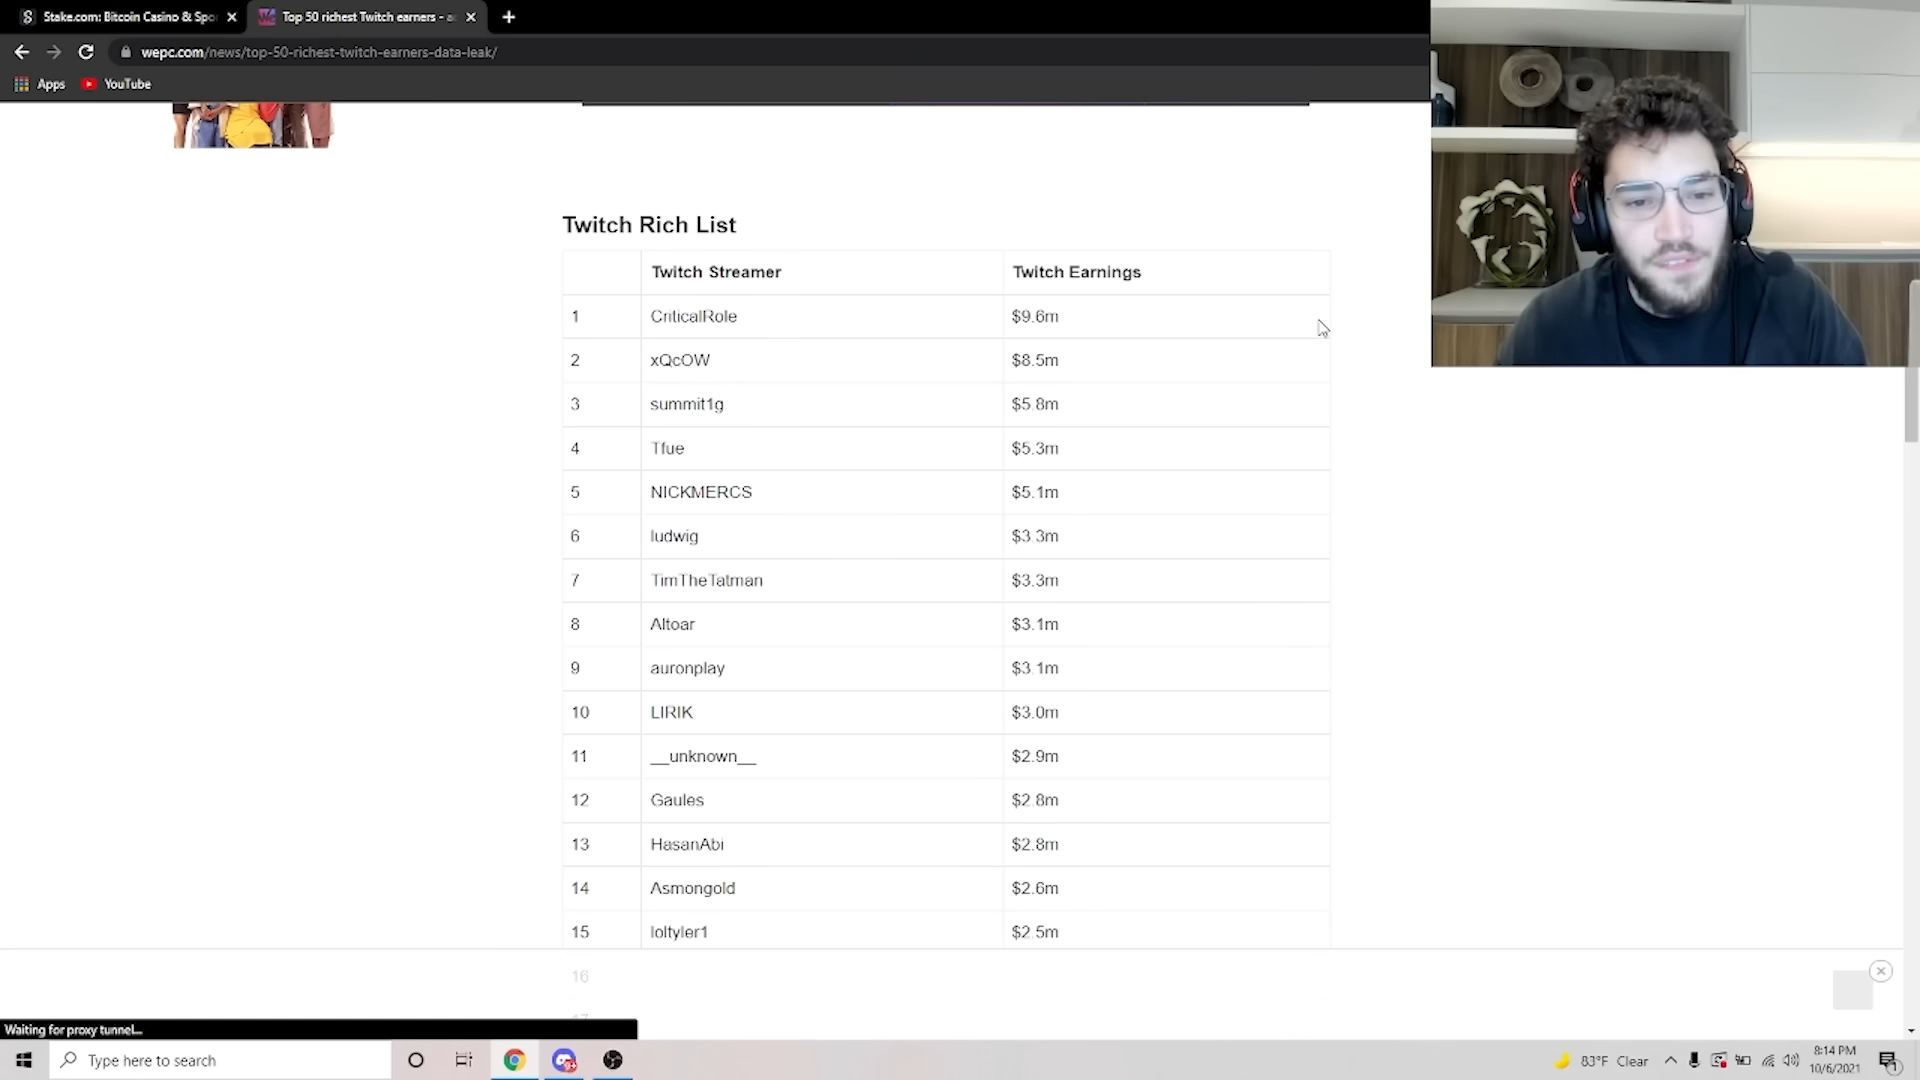 Stake.com: Bitcoin Casino & Spo
Top 50 richest Twitch earners - a
wepc.com/news/top-50-richest-twitch-earners-data-leak/
Apps
YouTube
Twitch Rich List
Twitch Streamer Twitch Earnings
1 CriticalRole $9.6m
2 xQcOW $8.5m
3 summit1g $5.8m
4 Tfue $5.3m
5 NICKMERCS $5.1m
6 ludwig $3.3m
7 TimTheTatman $3.3m
8 Altoar $3.1m
9 auronplay $3.1m
10 LIRIK $3.0m
11 __unknown__ $2.9m
12 Gaules $2.8m
13 HasanAbi $2.8m
14 Asmongold $2.6m
15 loltyler1 $2.5m
16
17
Waiting for proxy tunnel...
Type here to search
83°F Clear
8:14 PM
10/6/2021
1